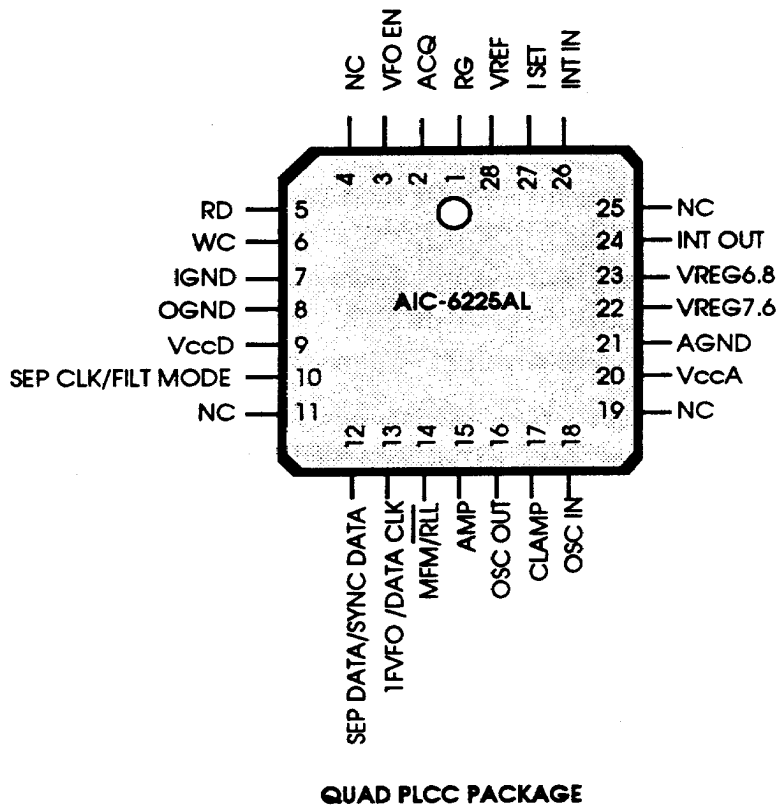 NC
VFO EN
ACQ
RG
VREF
I SET
INT IN
4
3
2
1
28
27
26
RD 5
WC 6
IGND 7
OGND 8
VccD 9
SEP CLK/FILT MODE 10
NC 11
AIC-6225AL
25 NC
24 INT OUT
23 VREG6.8
22 VREG7.6
21 AGND
20 VccA
19 NC
12
13
14
15
16
17
18
SEP DATA/SYNC DATA
1FVFO /DATA CLK
MFM/RLL
AMP
OSC OUT
CLAMP
OSC IN
QUAD PLCC PACKAGE